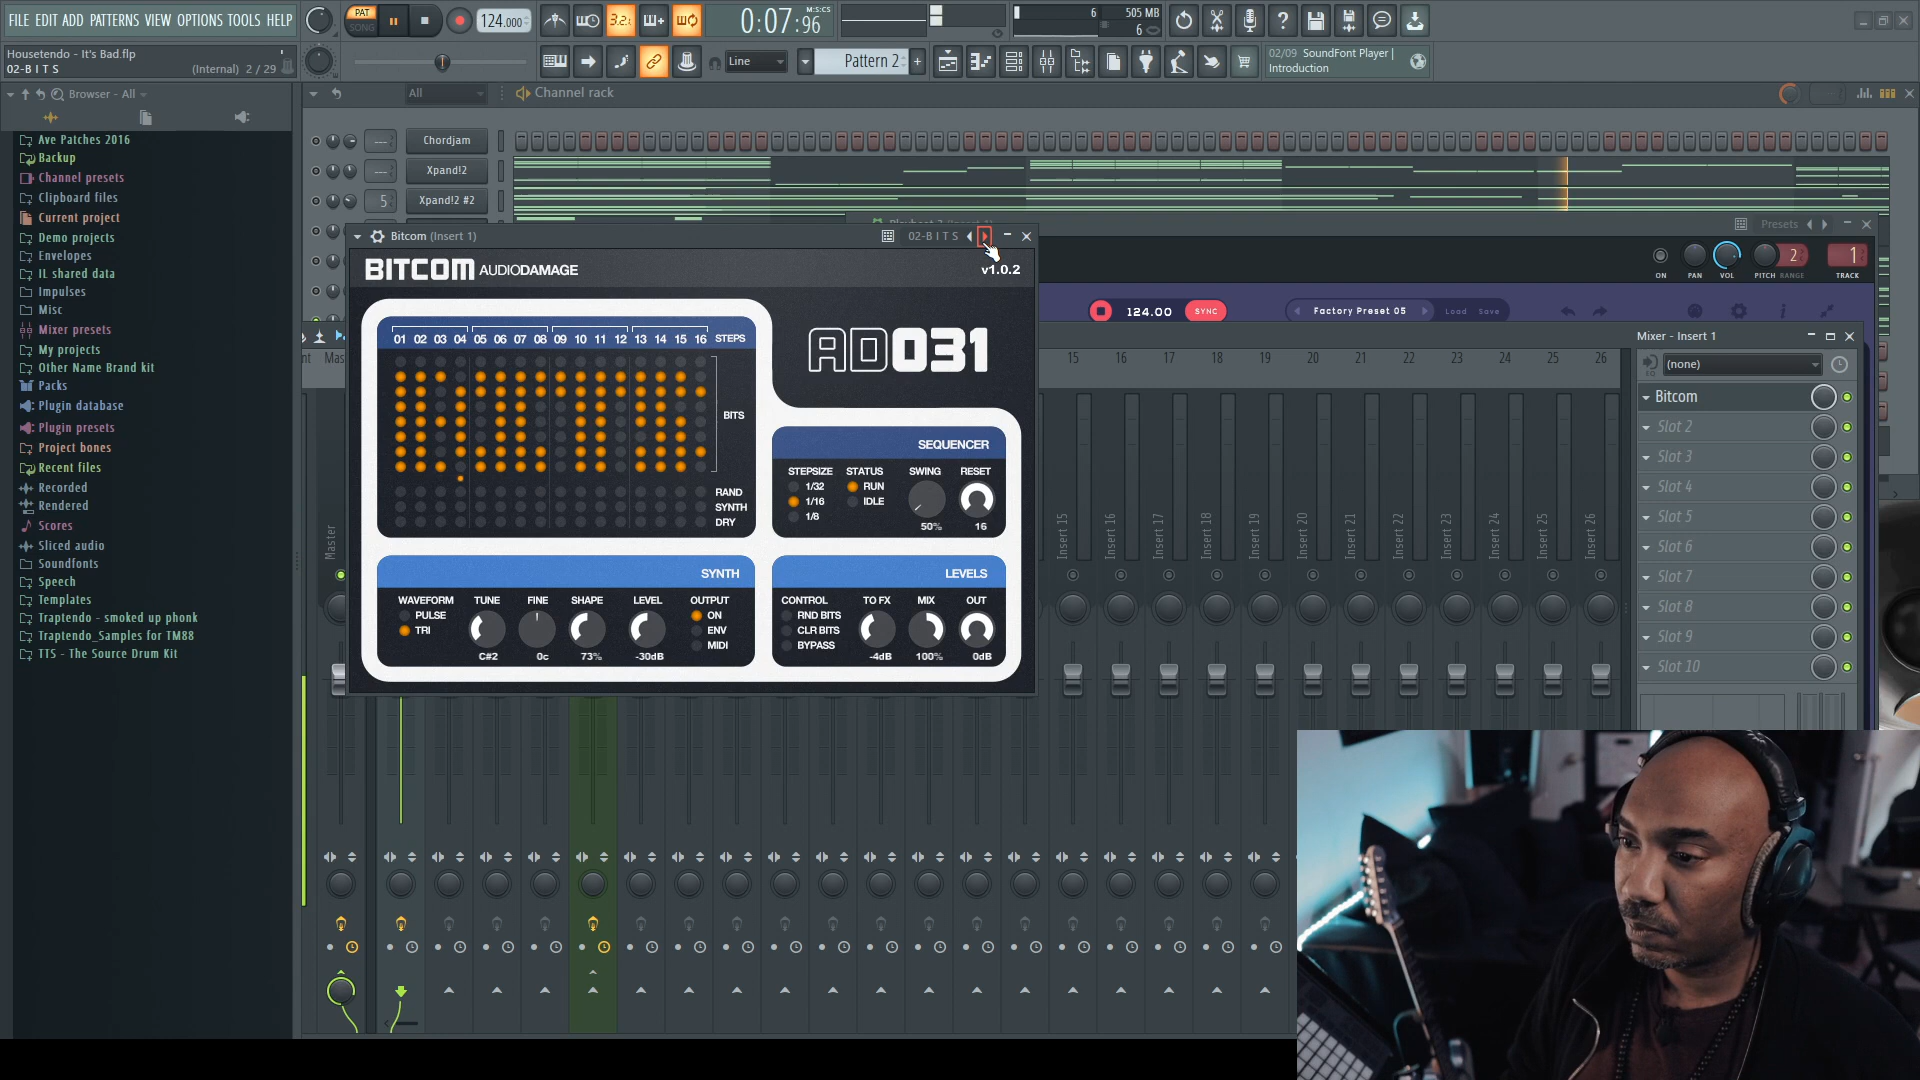 FILE EDIT ADD PATTERNS VIEW OPTIONS TOOLS HELP
PAT
SONG
124.000
3.2.
0:07:96
M:S:CS
6
505 MB
6
Housetendo - It's Bad.flp
02-B I T S
(Internal) 2 / 29
Line
Pattern 2
+
02/09 SoundFont Player |
Introduction
Browser - All
All
Channel rack
Ave Patches 2016
Backup
Channel presets
Clipboard files
Current project
Demo projects
Envelopes
IL shared data
Impulses
Misc
Mixer presets
My projects
Other Name Brand kit
Packs
Plugin database
Plugin presets
Project bones
Recent files
Recorded
Rendered
Scores
Sliced audio
Soundfonts
Speech
Templates
Traptendo - smoked up phonk
Traptendo_Samples for TM88
TTS - The Source Drum Kit
Chordjam
Xpand!2
5
Xpand!2 #2
Bitcom (Insert 1)
02-B I T S
BITCOM AUDIODAMAGE
v1.0.2
01 02 03 04 05 06 07 08 09 10 11 12 13 14 15 16 STEPS
BITS
RAND
SYNTH
DRY
AD031
SEQUENCER
STEPSIZE STATUS SWING RESET
1/32 RUN
1/16 IDLE
1/8
50% 16
SYNTH
WAVEFORM TUNE FINE SHAPE LEVEL OUTPUT
PULSE ON
TRI ENV
MIDI
C#2 0c 73% -30dB
LEVELS
CONTROL TO FX MIX OUT
RND BITS
CLR BITS
BYPASS
-4dB 100% 0dB
Presets
ON PAN VOL PITCH RANGE TRACK
2
1
124.00 SYNC
Factory Preset 05
Load Save
15 16 17 18 19 20 21 22 23 24 25 26
Master
Insert 15
Insert 16
Insert 17
Insert 18
Insert 19
Insert 20
Insert 21
Insert 22
Insert 23
Insert 24
Insert 25
Insert 26
Mixer - Insert 1
(none)
Bitcom
Slot 2
Slot 3
Slot 4
Slot 5
Slot 6
Slot 7
Slot 8
Slot 9
Slot 10